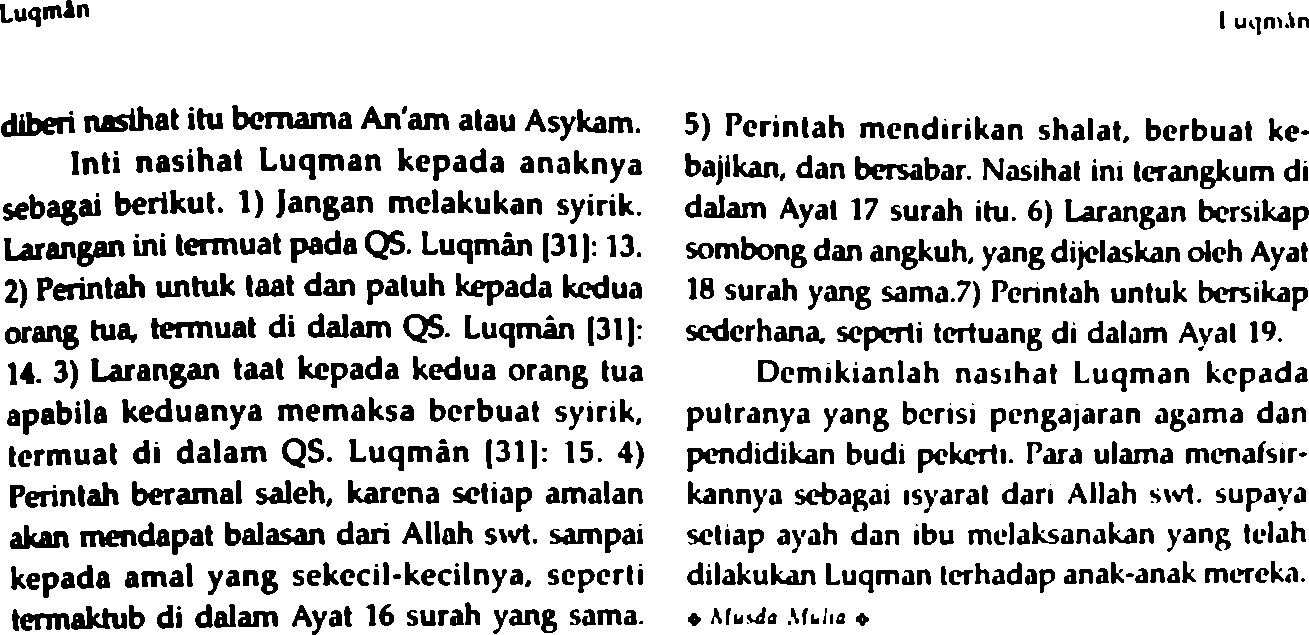 Luqmân
Luqmân
diberi nasihat itu bernama An'am atau Asykam.
Inti nasihat Luqman kepada anaknya
sebagai berikut. 1) Jangan melakukan syirik.
Larangan ini termuat pada QS. Luqmân [31]: 13.
2) Perintah untuk taat dan patuh kepada kedua
orang tua, termuat di dalam QS. Luqmân [31]:
14. 3) Larangan taat kepada kedua orang tua
apabila keduanya memaksa berbuat syirik,
termuat di dalam QS. Luqmân [31]: 15. 4)
Perintah beramal saleh, karena setiap amalan
akan mendapat balasan dari Allah swt. sampai
kepada amal yang sekecil-kecilnya, seperti
termaktub di dalam Ayat 16 surah yang sama.
5) Perintah mendirikan shalat, berbuat ke-
bajikan, dan bersabar. Nasihat ini terangkum di
dalam Ayat 17 surah itu. 6) Larangan bersikap
sombong dan angkuh, yang dijelaskan oleh Ayat
18 surah yang sama.7) Perintah untuk bersikap
sederhana, seperti tertuang di dalam Ayat 19.
Demikianlah nasihat Luqman kepada
putranya yang berisi pengajaran agama dan
pendidikan budi pekerti. Para ulama menafsir-
kannya sebagai isyarat dari Allah swt. supaya
setiap ayah dan ibu melaksanakan yang telah
dilakukan Luqman terhadap anak-anak mereka.
◆ Musda Mulia ◆